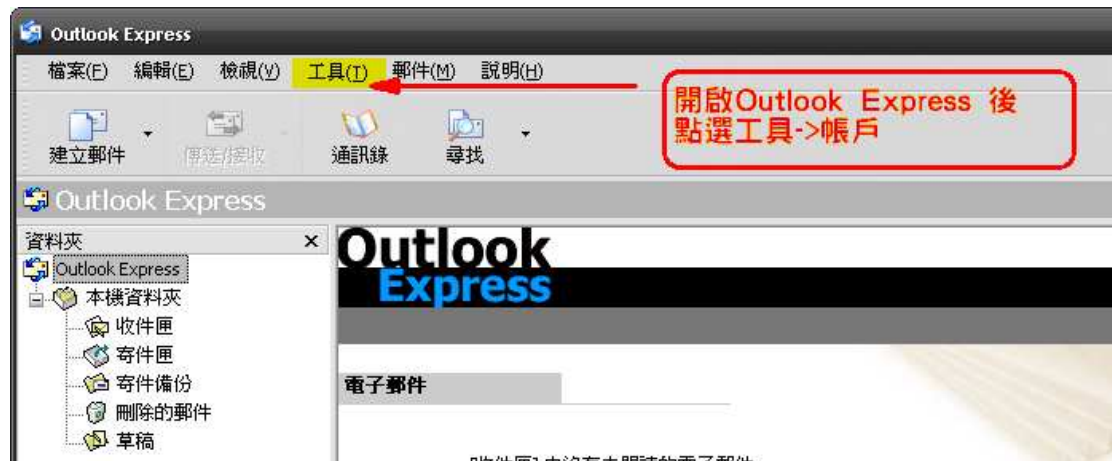 Outlook Express
檔案(F) 編輯(E) 檢視(V) 工具(T) 郵件(M) 說明(H)
開啟Outlook Express 後
點選工具->帳戶
建立郵件 傳送/接收 通訊錄 尋找
Outlook Express
資料夾 ×
Outlook Express
本機資料夾
收件匣
寄件匣
寄件備份
刪除的郵件
草稿
Outlook
Express
電子郵件